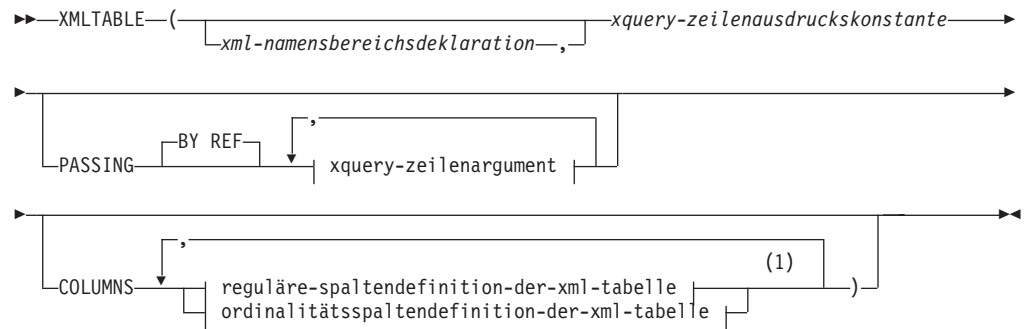 XMLTABLE ( xquery-zeilenausdruckskonstante
xml-namensbereichsdeklaration ,
,
BY REF
PASSING xquery-zeilenargument
,
(1)
COLUMNS reguläre-spaltendefinition-der-xml-tabelle )
ordinalitätsspaltendefinition-der-xml-tabelle